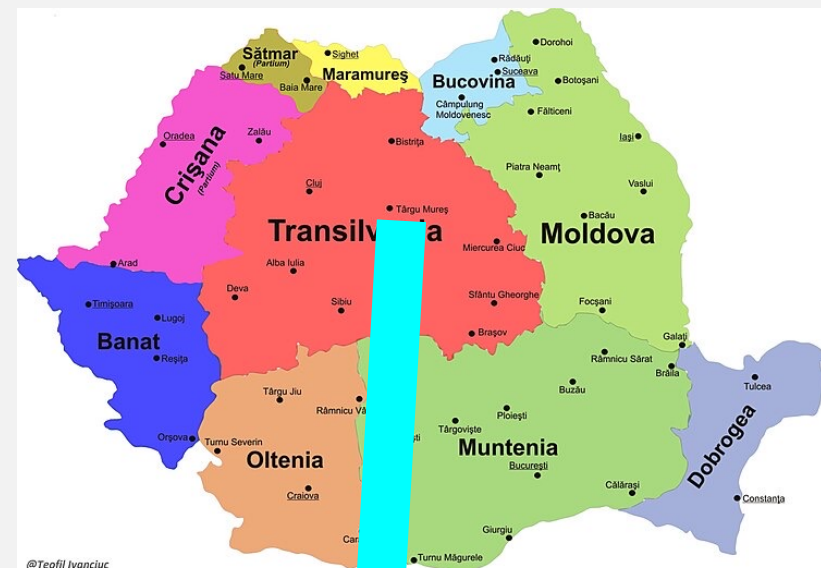 Dorohoi
Sătmar
(Partium)
Sighet
Rădăuți
Satu Mare
Maramureş
Suceava
Baia Mare
Bucovina
Botoşani
Câmpulung
Moldovenesc
Fălticeni
Oradea
Zalău
Bistriţa
Iaşi
Crişana
(Partium)
Piatra Neamţ
Cluj
Vaslui
Târgu Mureş
Bacău
Moldova
Miercurea Ciuc
Arad
Alba Iulia
Deva
Timişoara
Sibiu
Sfântu Gheorghe
Focşani
Lugoj
Banat
Braşov
Galaţi
Reşiţa
Râmnicu Sărat
Brăila
Târgu Jiu
Buzău
Tulcea
Râmnicu
Ploieşti
Târgovişte
Orşova
Turnu Severin
Muntenia
Dobrogea
Oltenia
Bucureşti
Craiova
Călăraşi
Constanţa
Giurgiu
Turnu Măgurele
@Teofil Ivanciuc